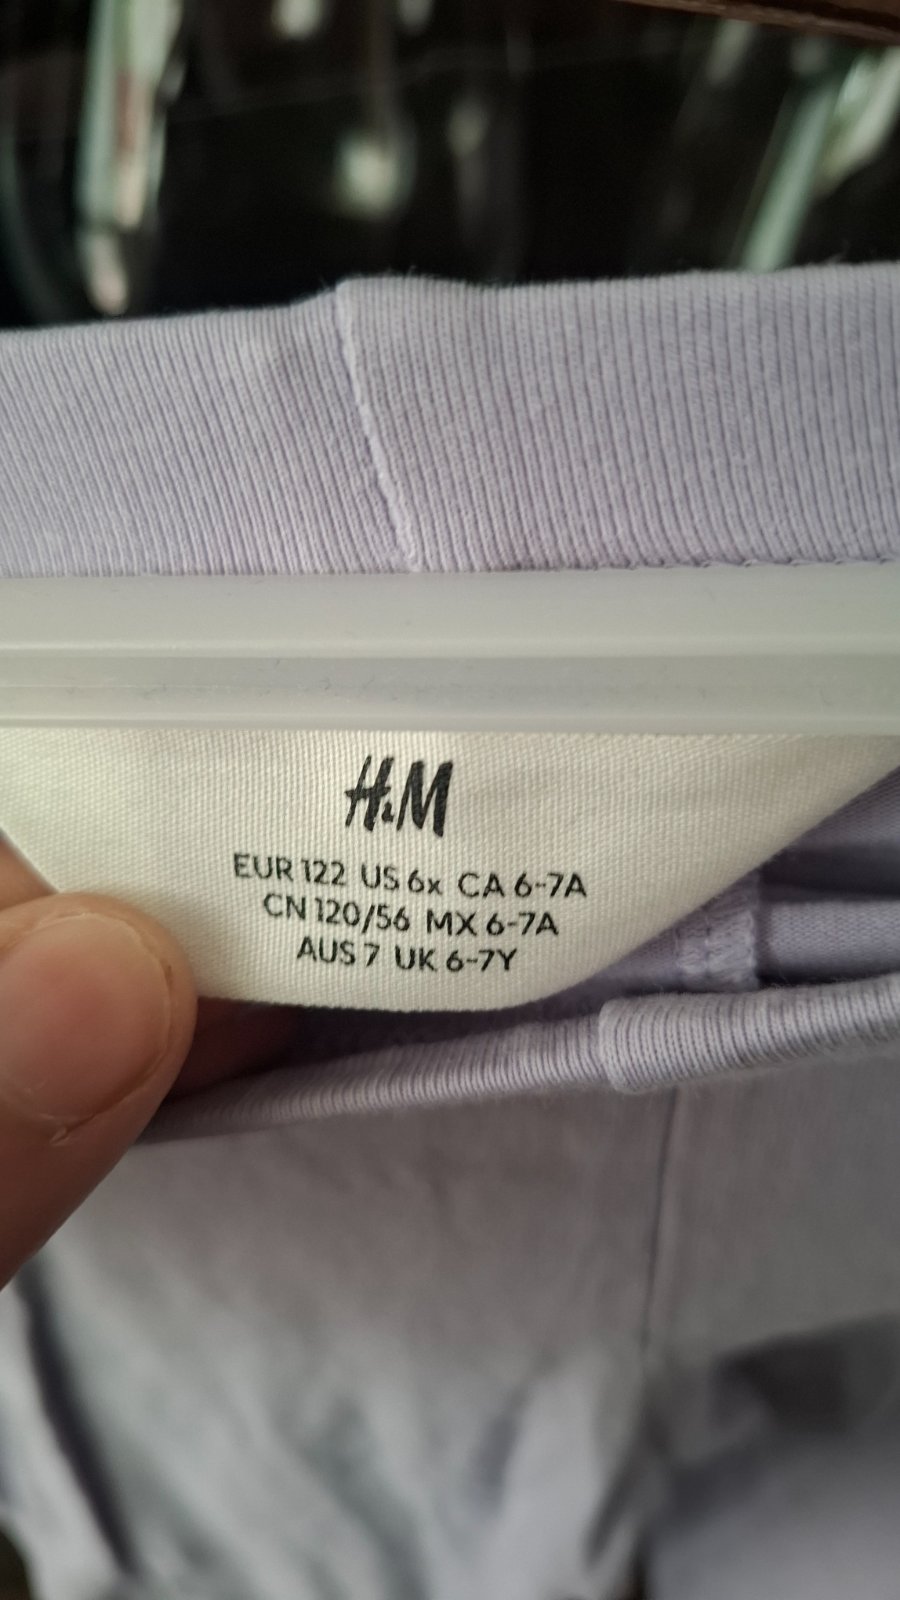 H&M
EUR 122 US 6x CA 6-7A
CN 120/56 MX 6-7A
AUS 7 UK 6-7Y